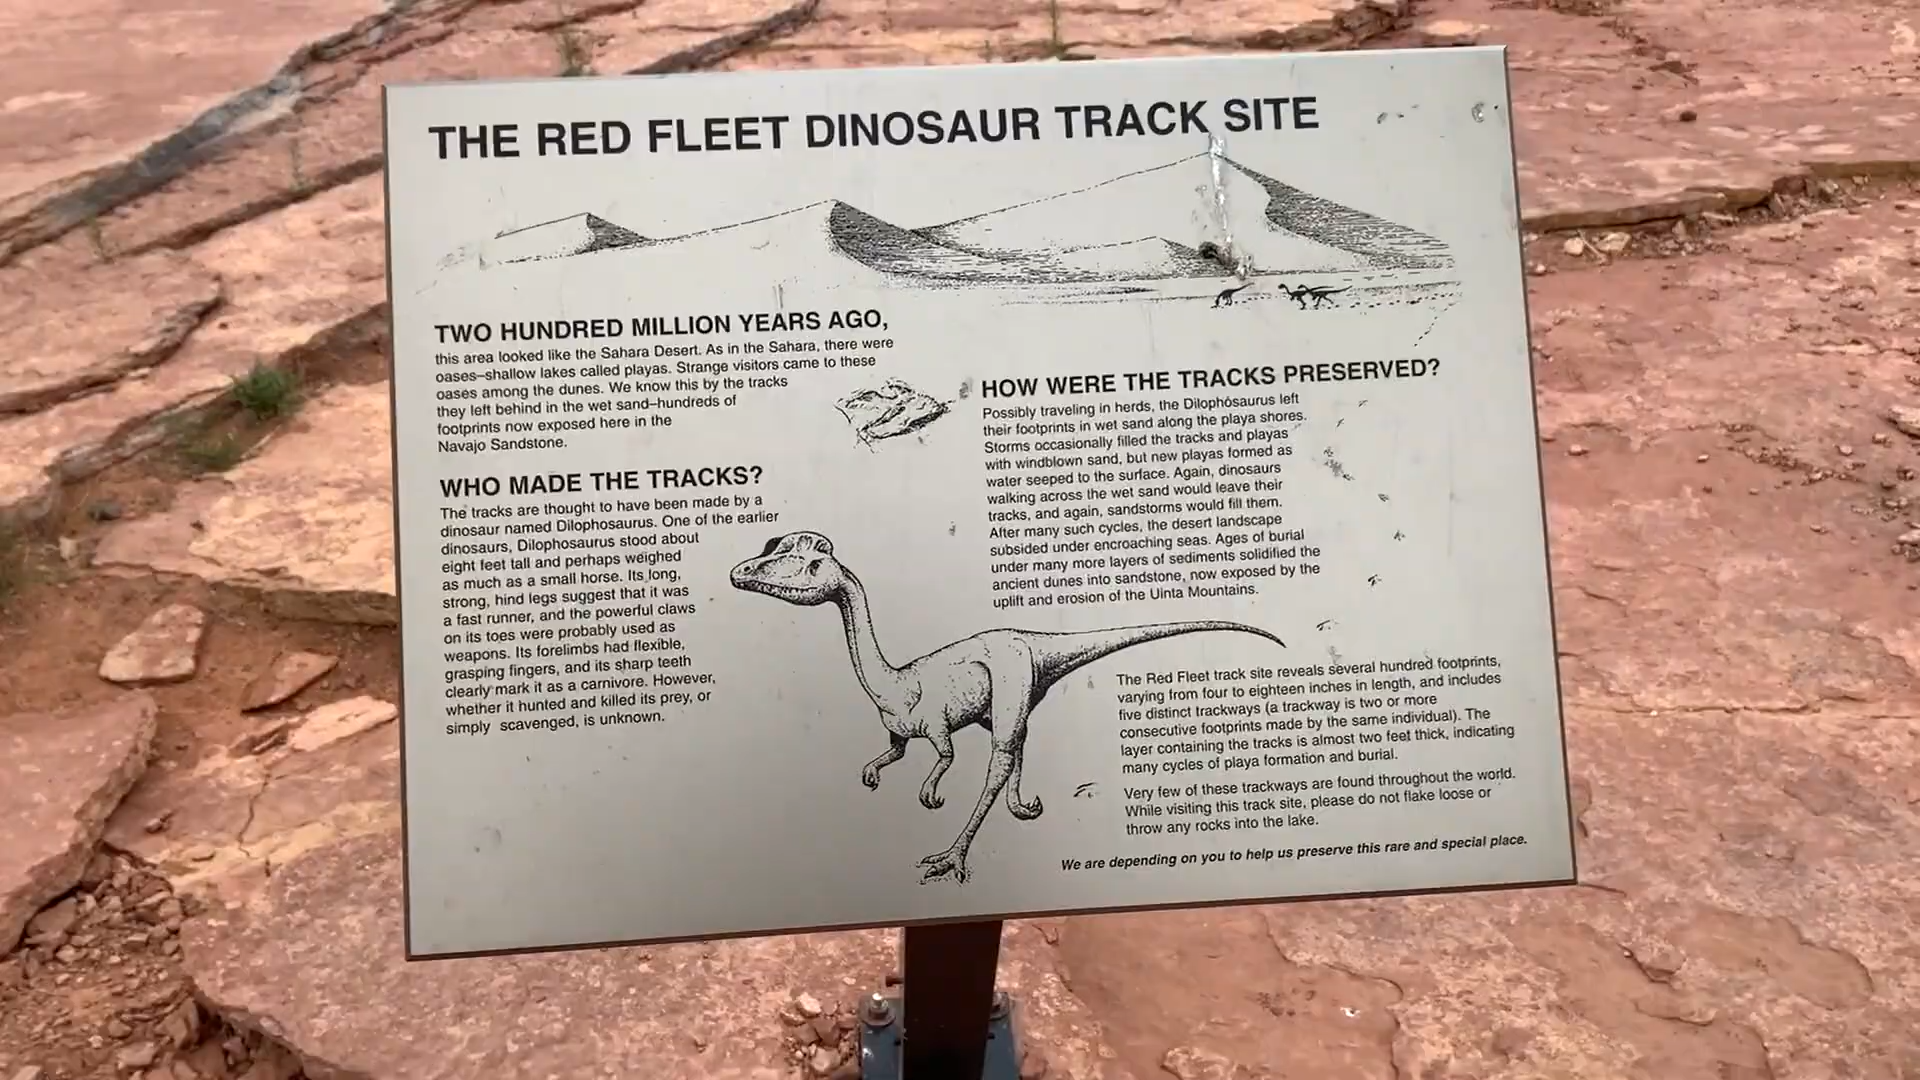 THE RED FLEET DINOSAUR TRACK SITE
TWO HUNDRED MILLION YEARS AGO,
this area looked like the Sahara Desert. As in the Sahara, there were
oases–shallow lakes called playas. Strange visitors came to these
oases among the dunes. We know this by the tracks
they left behind in the wet sand–hundreds of
footprints now exposed here in the
Navajo Sandstone.
WHO MADE THE TRACKS?
The tracks are thought to have been made by a
dinosaur named Dilophosaurus. One of the earlier
dinosaurs, Dilophosaurus stood about
eight feet tall and perhaps weighed
as much as a small horse. Its long,
strong, hind legs suggest that it was
a fast runner, and the powerful claws
on its toes were probably used as
weapons. Its forelimbs had flexible,
grasping fingers, and its sharp teeth
clearly mark it as a carnivore. However,
whether it hunted and killed its prey, or
simply scavenged, is unknown.
HOW WERE THE TRACKS PRESERVED?
Possibly traveling in herds, the Dilophosaurus left
their footprints in wet sand along the playa shores.
Storms occasionally filled the tracks and playas
with windblown sand, but new playas formed as
water seeped to the surface. Again, dinosaurs
walking across the wet sand would leave their
tracks, and again, sandstorms would fill them.
After many such cycles, the desert landscape
subsided under encroaching seas. Ages of burial
under many more layers of sediments solidified the
ancient dunes into sandstone, now exposed by the
uplift and erosion of the Uinta Mountains.
The Red Fleet track site reveals several hundred footprints,
varying from four to eighteen inches in length, and includes
five distinct trackways (a trackway is two or more
consecutive footprints made by the same individual). The
layer containing the tracks is almost two feet thick, indicating
many cycles of playa formation and burial.
Very few of these trackways are found throughout the world.
While visiting this track site, please do not flake loose or
throw any rocks into the lake.
We are depending on you to help us preserve this rare and special place.